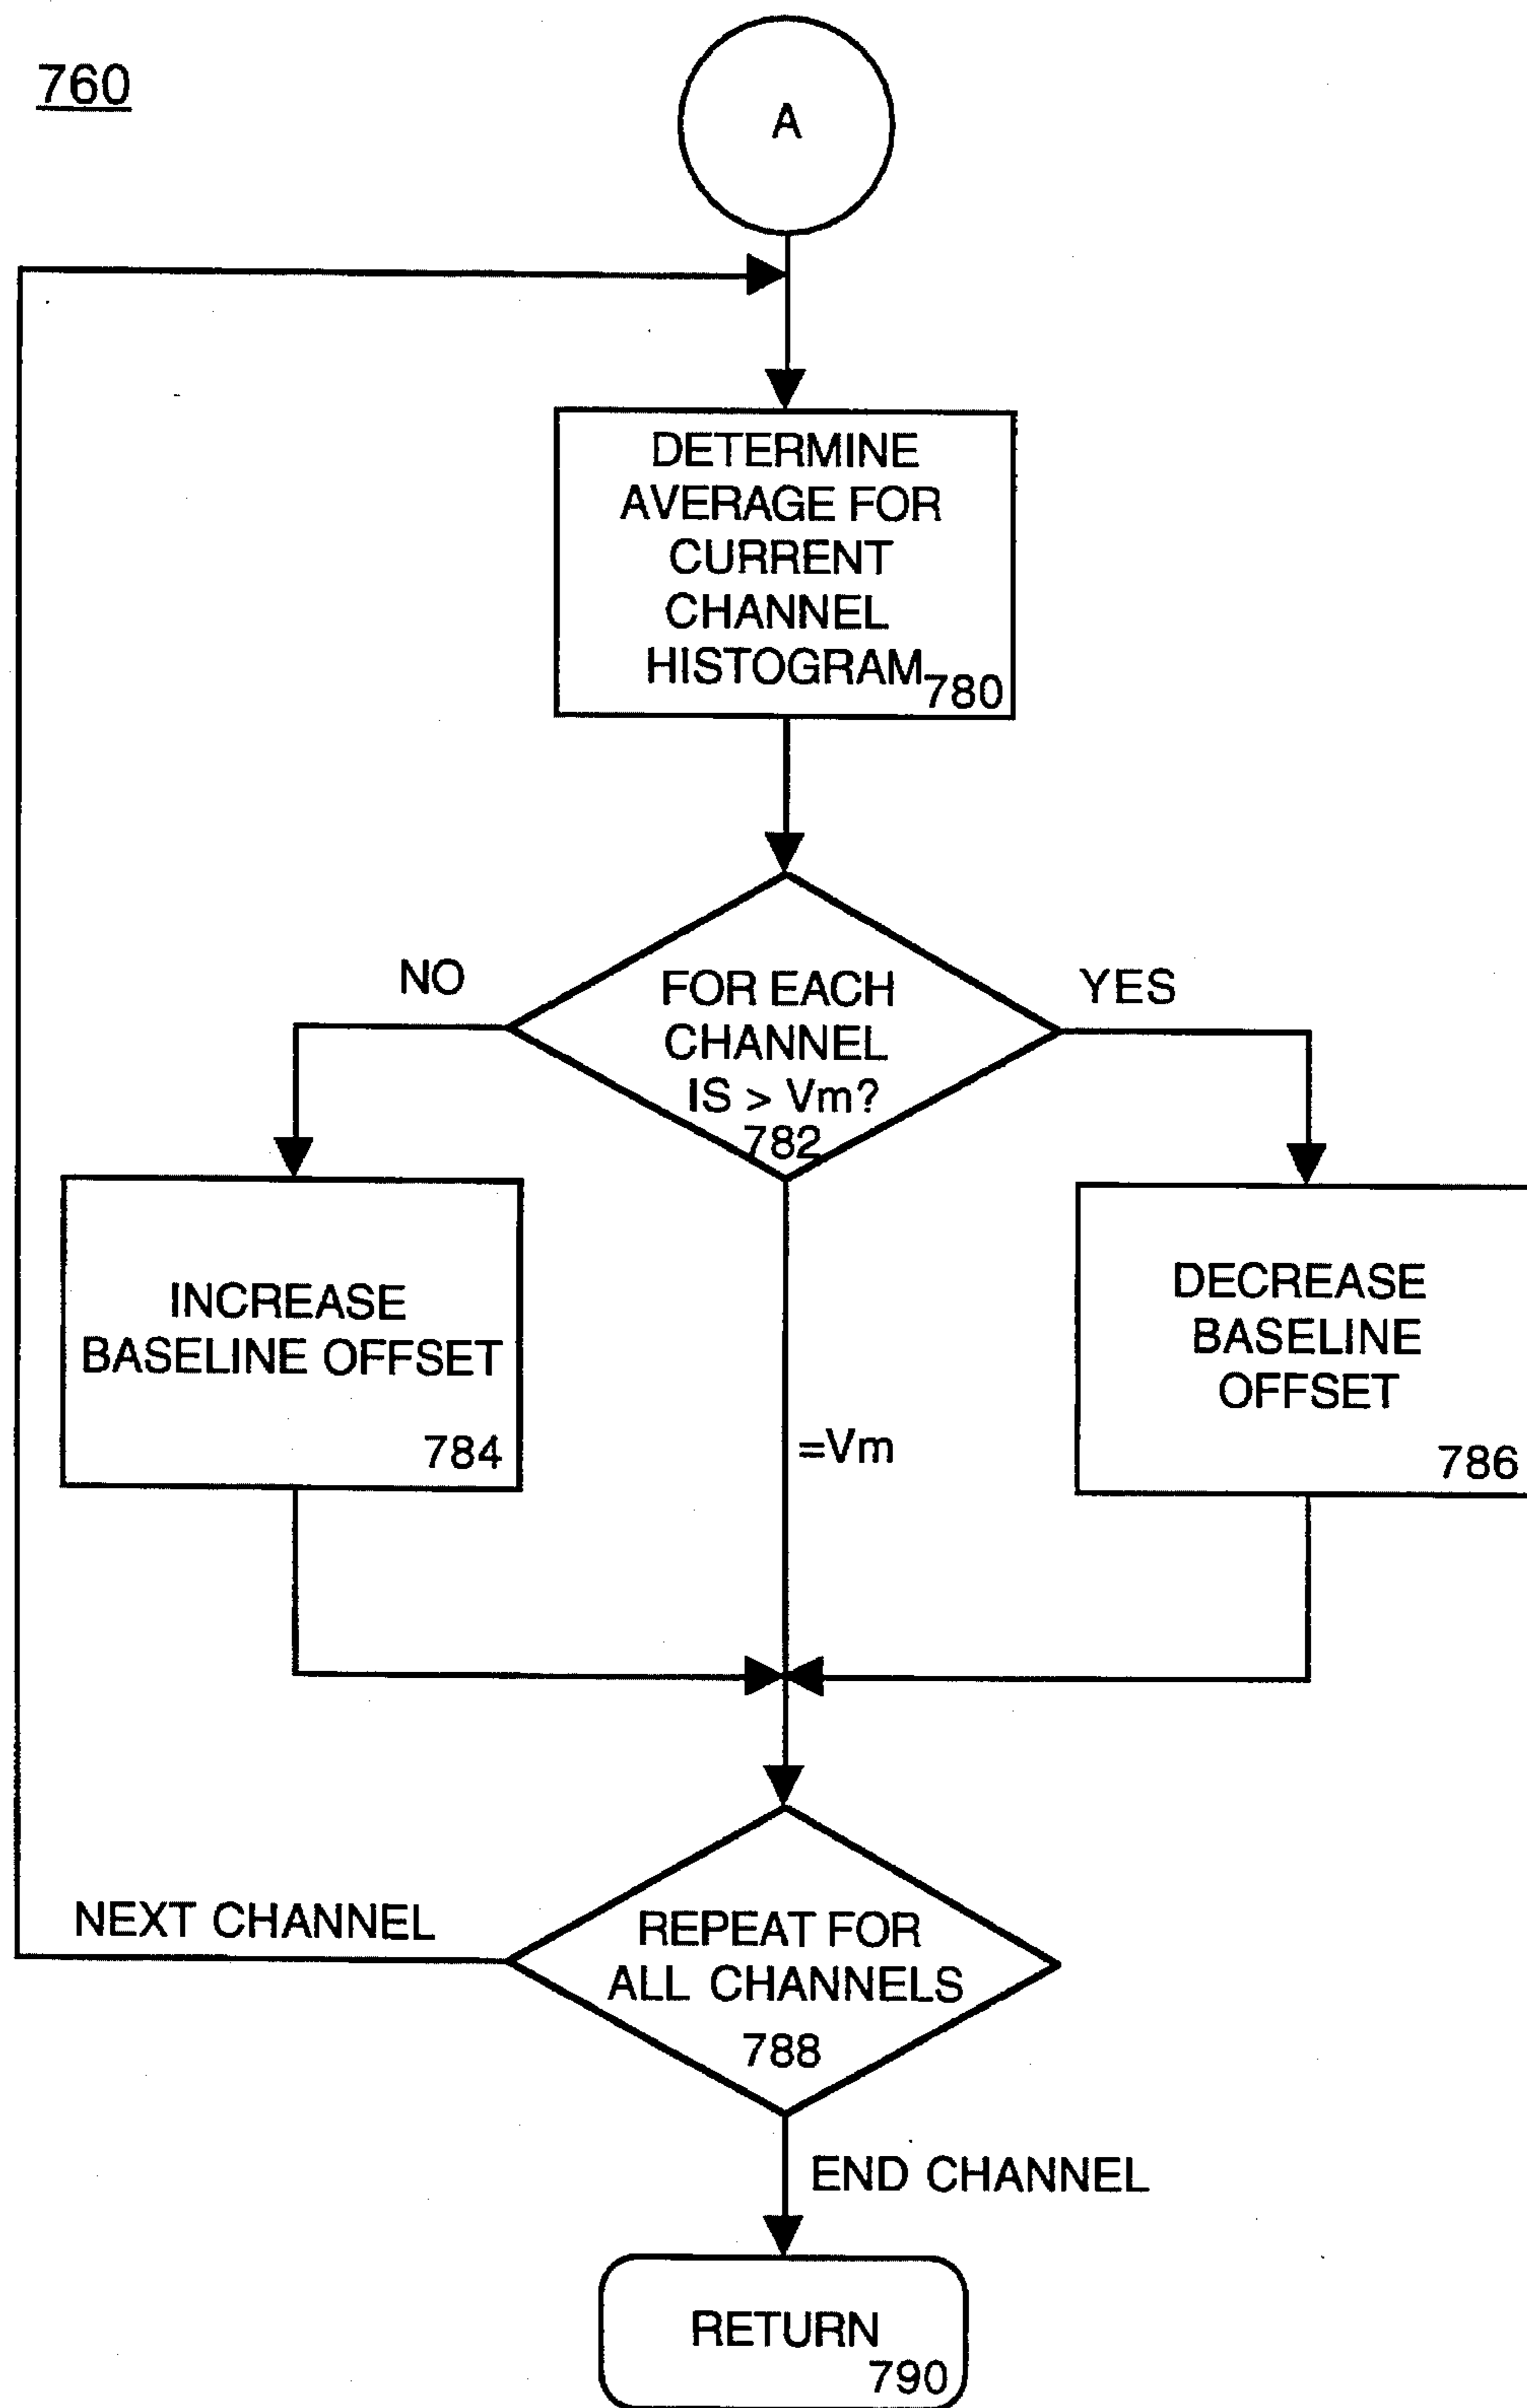 760
A
DETERMINE
AVERAGE FOR
CURRENT
CHANNEL
HISTOGRAM
780
NO
FOR EACH
CHANNEL
IS > Vm?
782
YES
INCREASE
BASELINE OFFSET
784
=Vm
DECREASE
BASELINE
OFFSET
786
NEXT CHANNEL
REPEAT FOR
ALL CHANNELS
788
END CHANNEL
RETURN
790